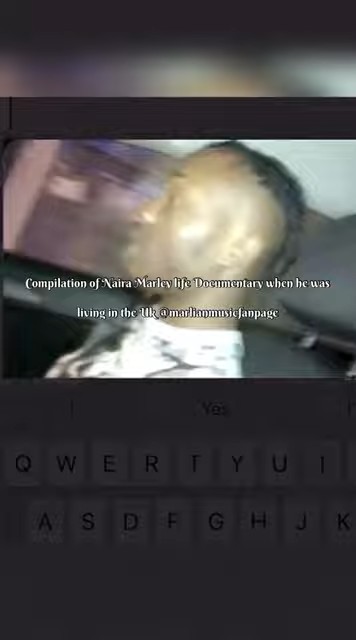 Compilation of Naira Marley life Documentary when he was
living in the Uk @marlianmusicfanpage
Yes
Q W E R T Y U I
A S D F G H J K